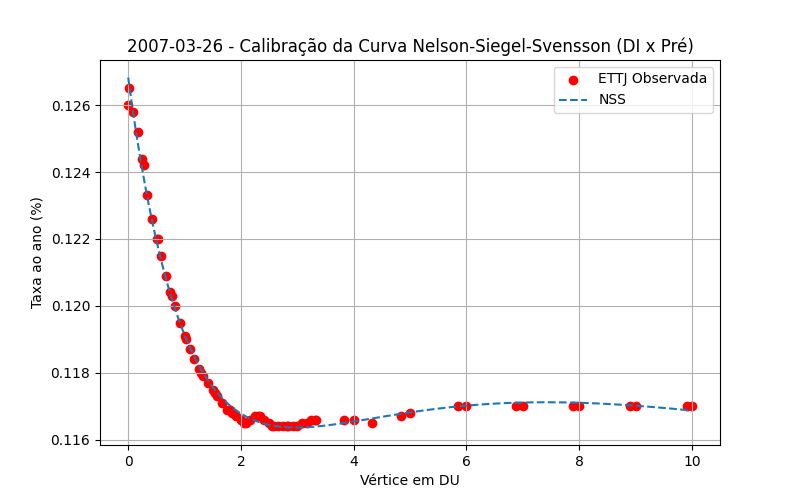 2007-03-26 - Calibração da Curva Nelson-Siegel-Svensson (DI x Pré)
ETTJ Observada
NSS
Taxa ao ano (%)
0.126
0.124
0.122
0.120
0.118
0.116
0 2 4 6 8 10
Vértice em DU